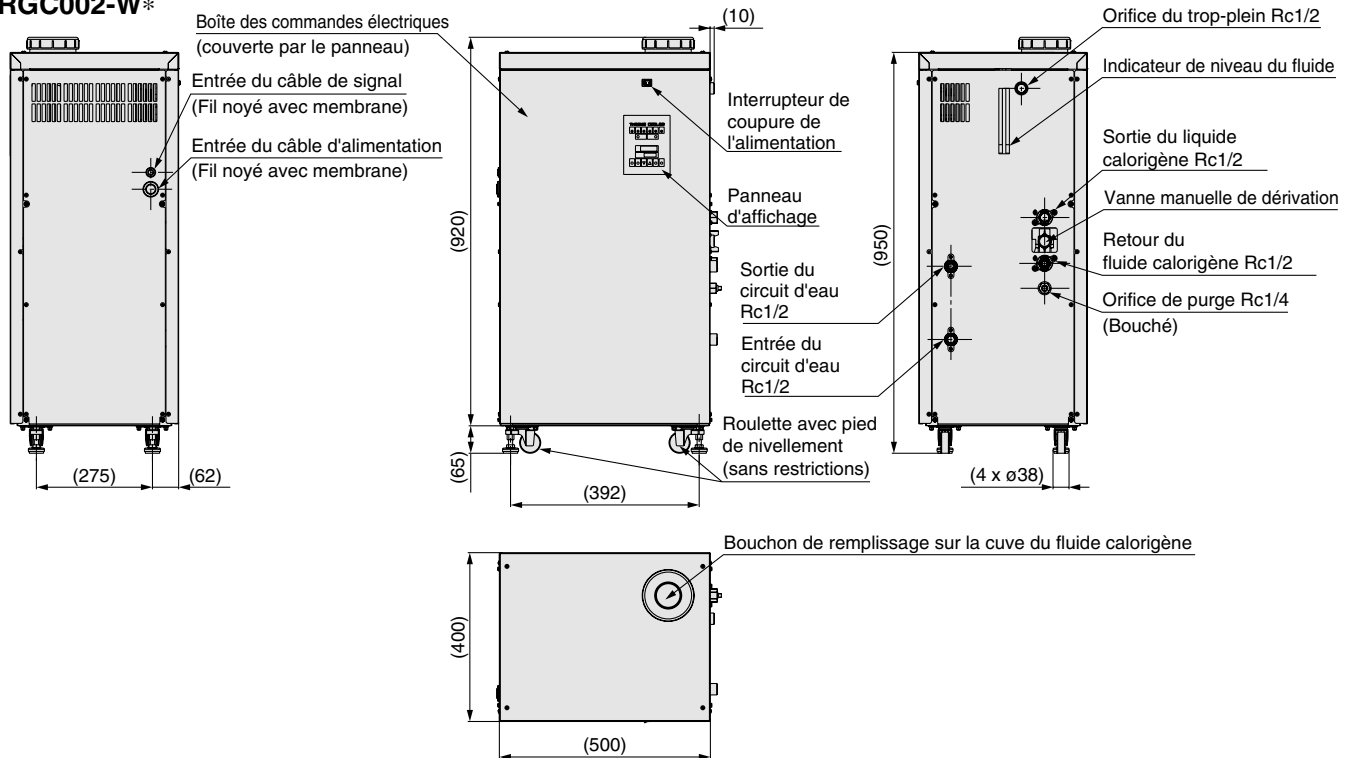 RGC002-W*
Boîte des commandes électriques
(couverte par le panneau)
Entrée du câble de signal
(Fil noyé avec membrane)
Entrée du câble d'alimentation
(Fil noyé avec membrane)
(275)
(62)
(920)
(65)
(10)
Interrupteur de
coupure de
l'alimentation
Panneau
d'affichage
Sortie du
circuit d'eau
Rc1/2
Entrée du
circuit d'eau
Rc1/2
Roulette avec pied
de nivellement
(sans restrictions)
(392)
(950)
Orifice du trop-plein Rc1/2
Indicateur de niveau du fluide
Sortie du liquide
calorigène Rc1/2
Vanne manuelle de dérivation
Retour du
fluide calorigène Rc1/2
Orifice de purge Rc1/4
(Bouché)
(4 x ø38)
Bouchon de remplissage sur la cuve du fluide calorigène
(400)
(500)